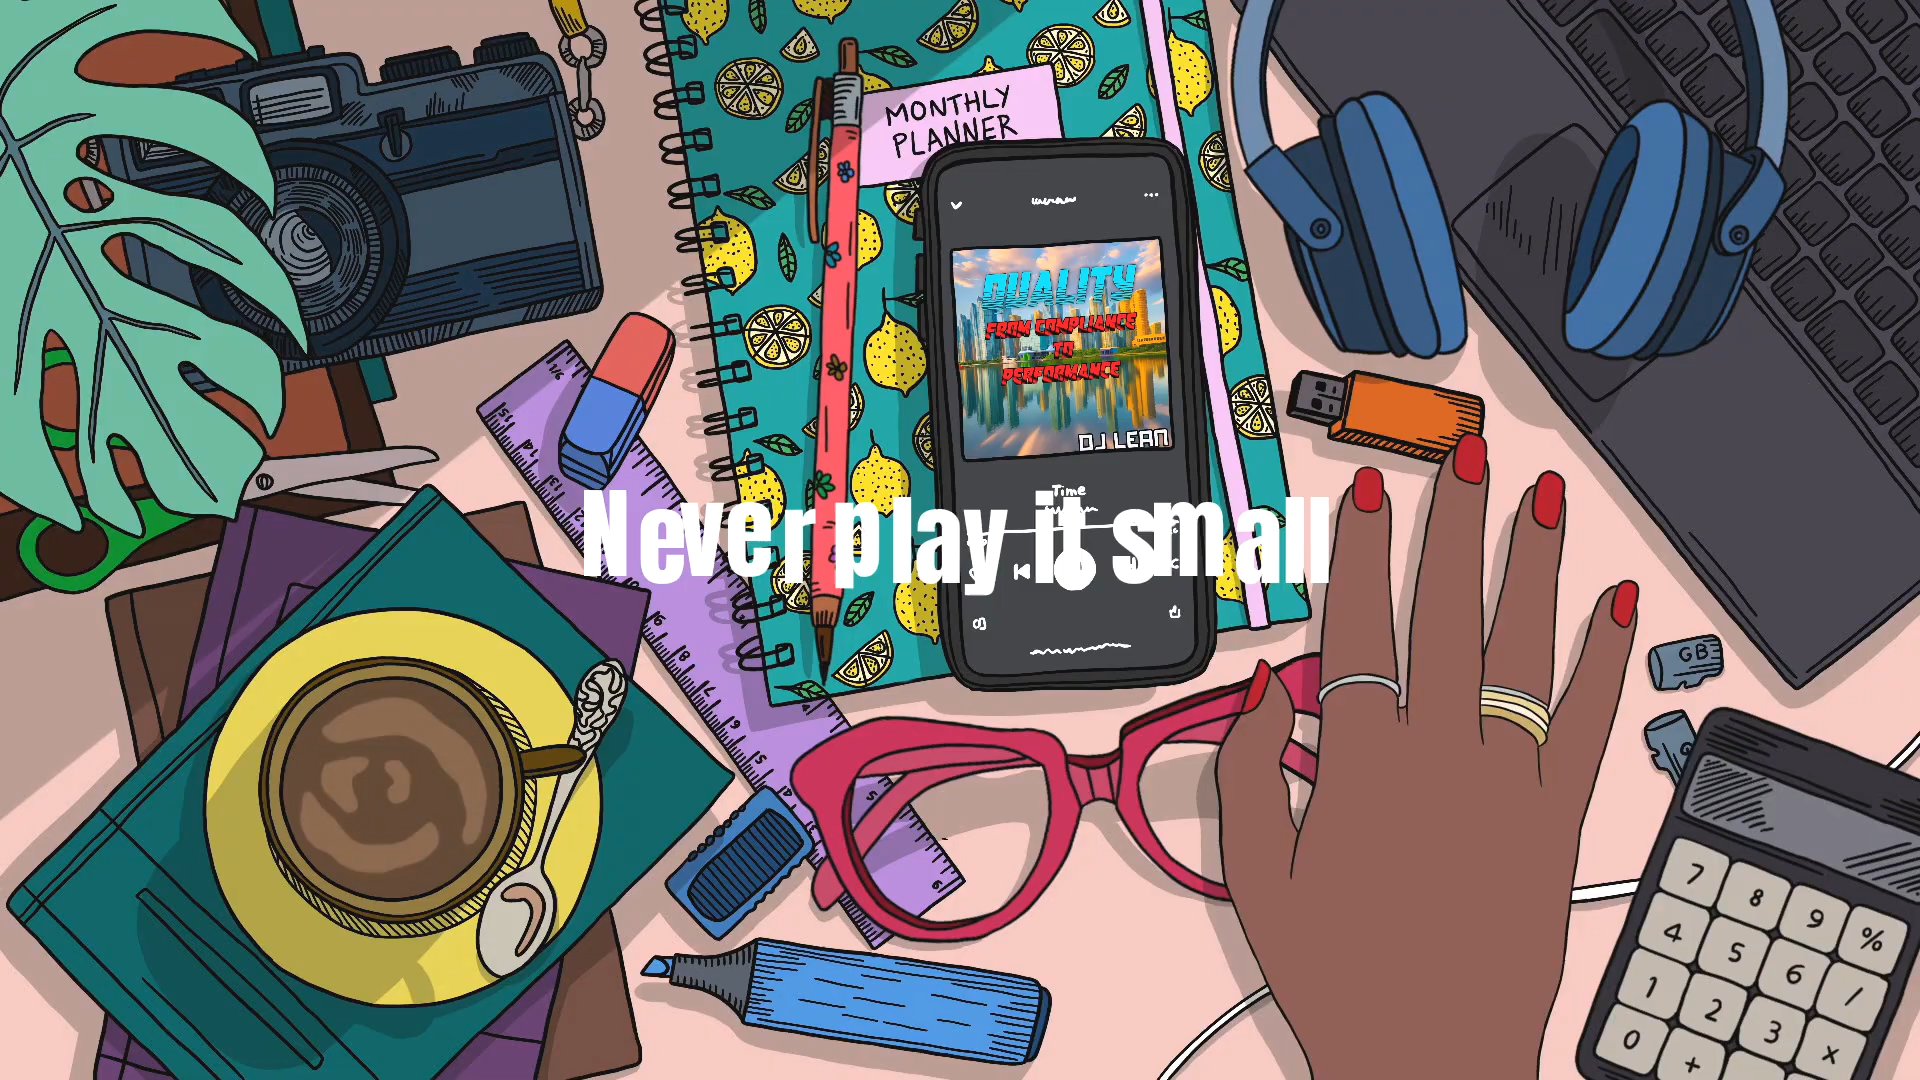 MONTHLY
PLANNER
QUALITY
FROM COMPLIANCE
TO
PERFORMANCE
DJ LEAN
Time
Never play it small
GB
7 8 9 %
4 5 6 /
1 2 3 x
0 +